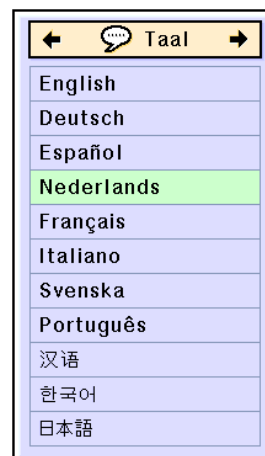 Taal
English
Deutsch
Español
Nederlands
Français
Italiano
Svenska
Português
汉语
한국어
日本語